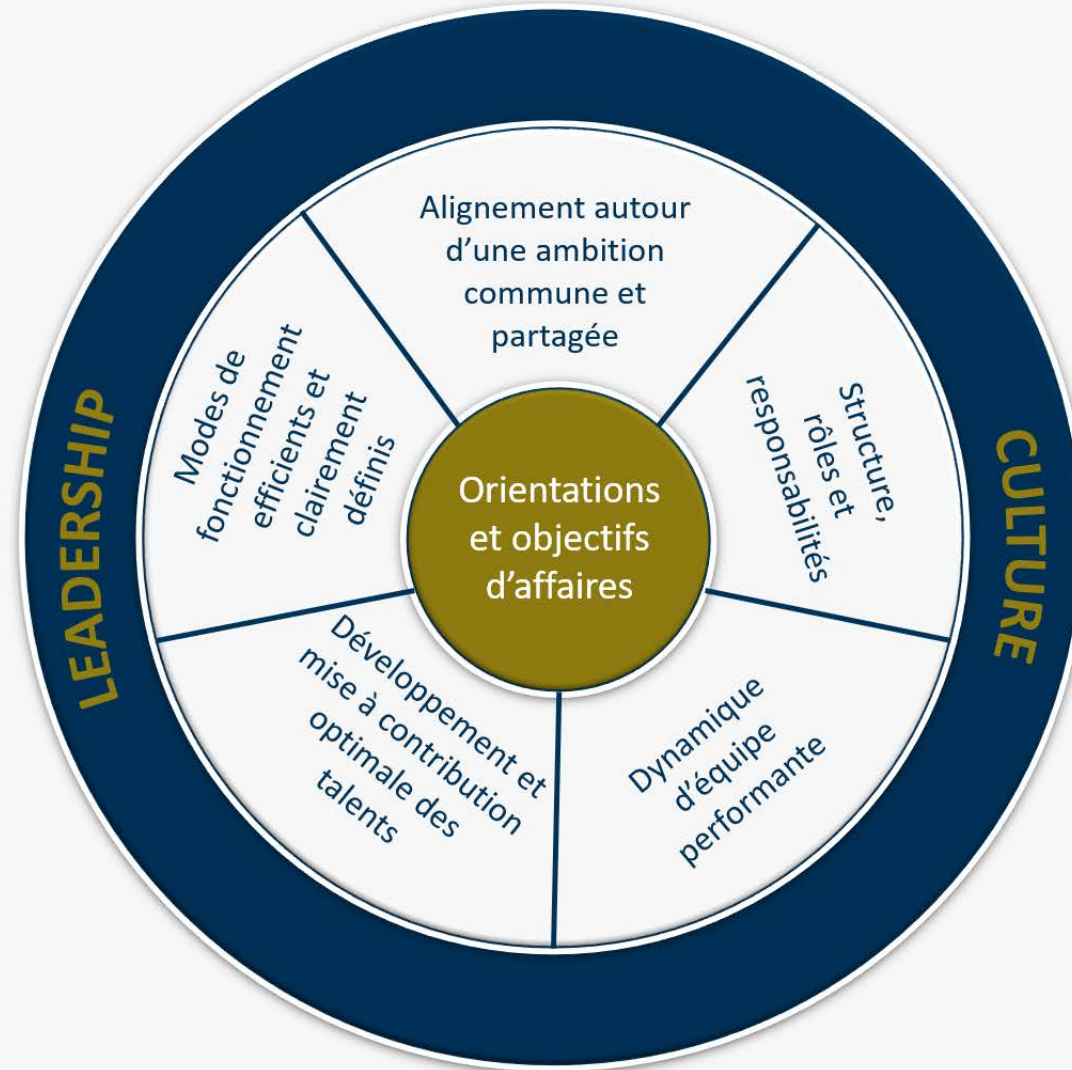 Alignement autour
d’une ambition
commune et
partagée
Structure,
rôles et
responsabilités
Dynamique
d’équipe
performante
Développement et
mise à contribution
optimale des
talents
Modes de
fonctionnement
efficients et
clairement
définis
Orientations
et objectifs
d’affaires
LEADERSHIP
CULTURE